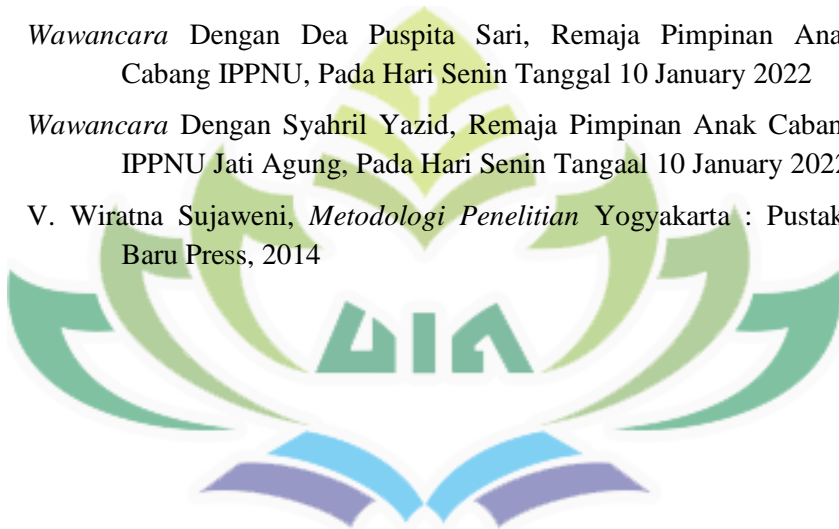 Wawancara Dengan Dea Puspita Sari, Remaja Pimpinan Ana
Cabang IPPNU, Pada Hari Senin Tanggal 10 January 2022
Wawancara Dengan Syahril Yazid, Remaja Pimpinan Anak Caban
IPPNU Jati Agung, Pada Hari Senin Tangaal 10 January 2022
V. Wiratna Sujaweni, Metodologi Penelitian Yogyakarta : Pustak
Baru Press, 2014
UIN